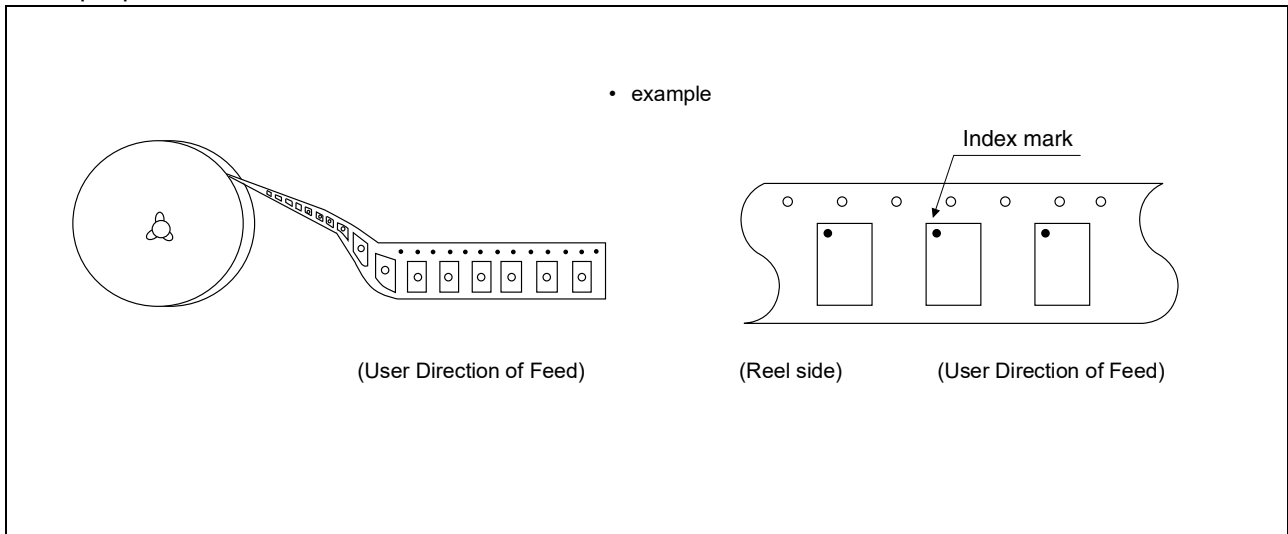 • example
Index mark
(User Direction of Feed)
(Reel side)
(User Direction of Feed)